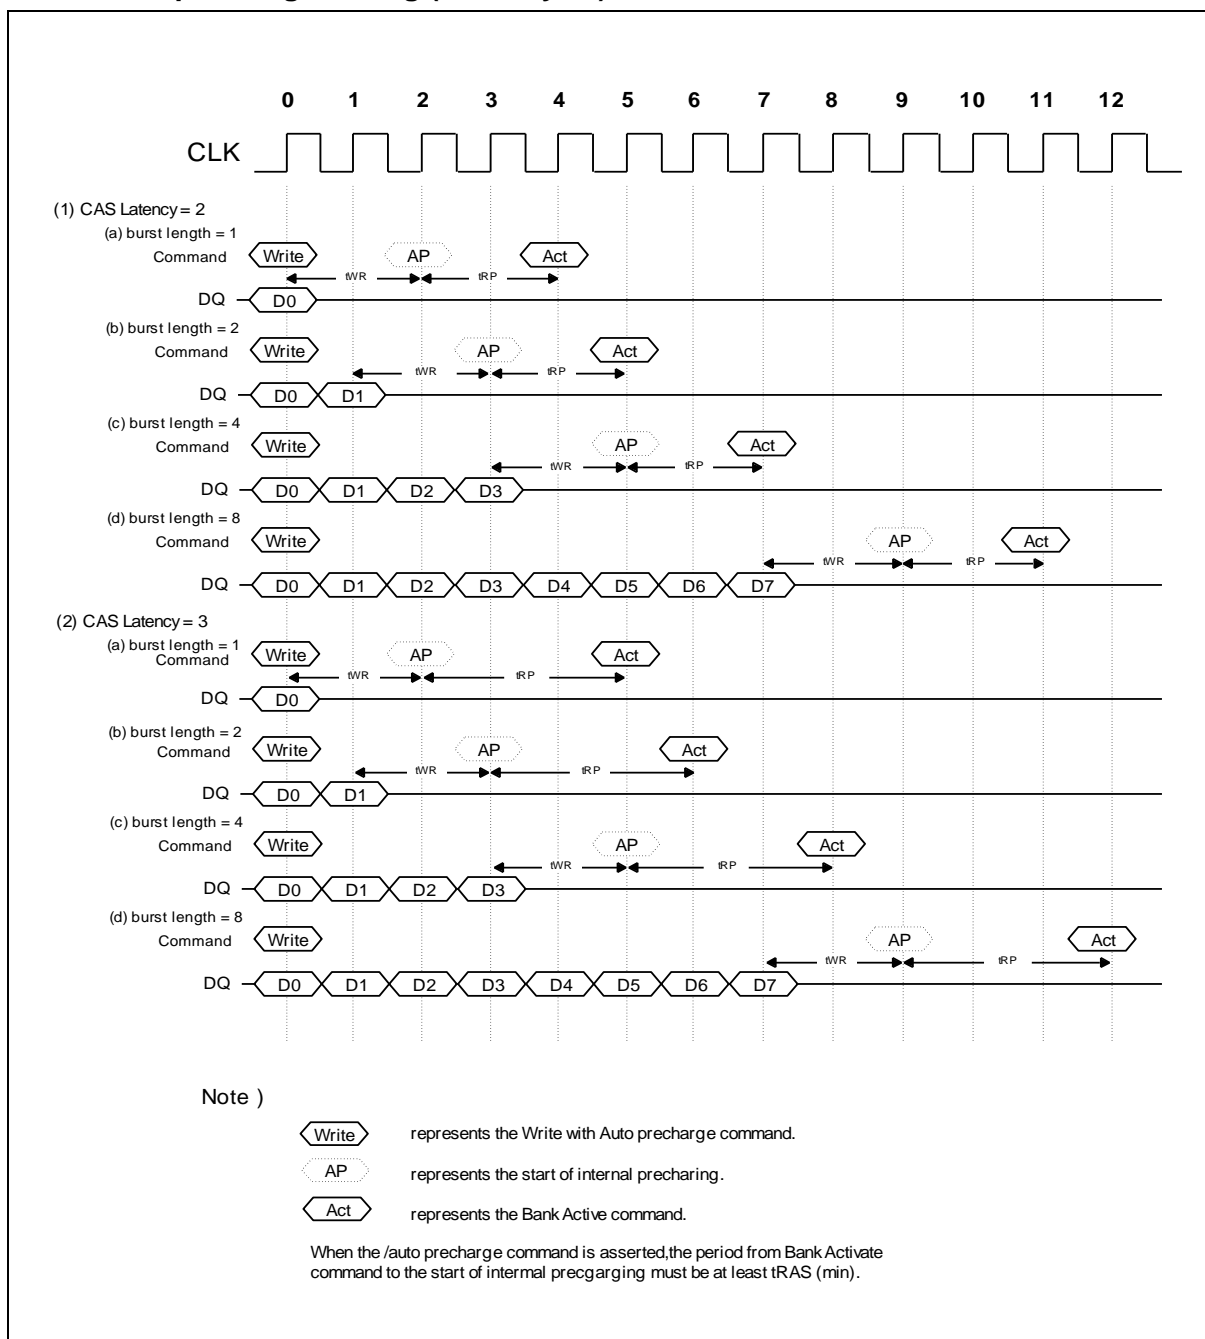 0 1 2 3 4 5 6 7 8 9 10 11 12
CLK
(1) CAS Latency = 2
(a) burst length = 1
Command Write AP Act
tWR tRP
DQ D0
(b) burst length = 2
Command Write AP Act
tWR tRP
DQ D0 D1
(c) burst length = 4
Command Write AP Act
tWR tRP
DQ D0 D1 D2 D3
(d) burst length = 8
Command Write AP Act
tWR tRP
DQ D0 D1 D2 D3 D4 D5 D6 D7
(2) CAS Latency = 3
(a) burst length = 1
Command Write AP Act
tWR tRP
DQ D0
(b) burst length = 2
Command Write AP Act
tWR tRP
DQ D0 D1
(c) burst length = 4
Command Write AP Act
tWR tRP
DQ D0 D1 D2 D3
(d) burst length = 8
Command Write AP Act
tWR tRP
DQ D0 D1 D2 D3 D4 D5 D6 D7
Note )
Write represents the Write with Auto precharge command.
AP represents the start of internal precharing.
Act represents the Bank Active command.
When the /auto precharge command is asserted,the period from Bank Activate
command to the start of intermal precgarging must be at least tRAS (min).